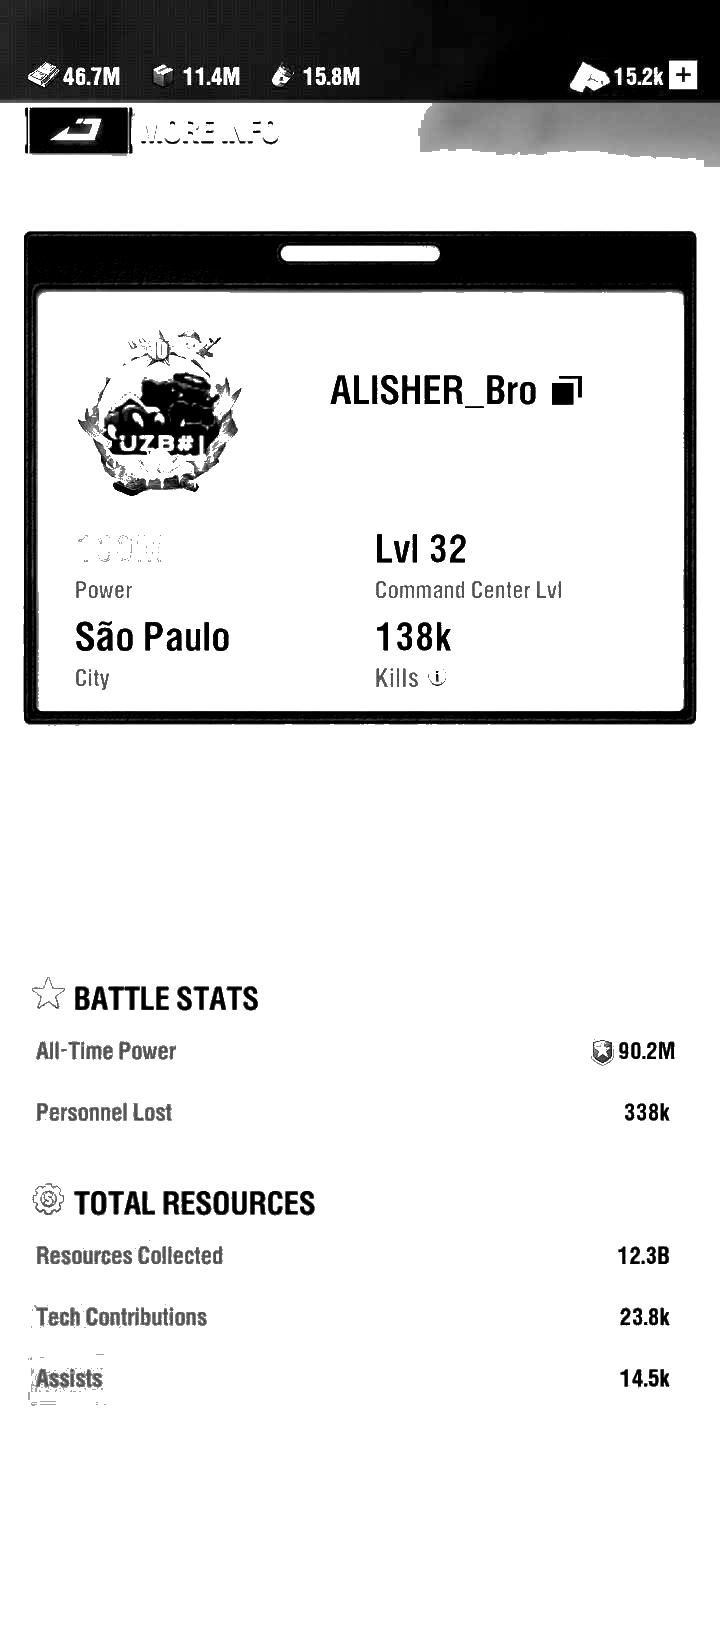 46.7M 11.4M 15.8M 15.2k +
MORE INFO
ALISHER_Bro
UZB#1
Lvl 32
Power Command Center Lvl
São Paulo 138k
City Kills
BATTLE STATS
All-Time Power 90.2M
Personnel Lost 338k
TOTAL RESOURCES
Resources Collected 12.3B
Tech Contributions 23.8k
Assists 14.5k